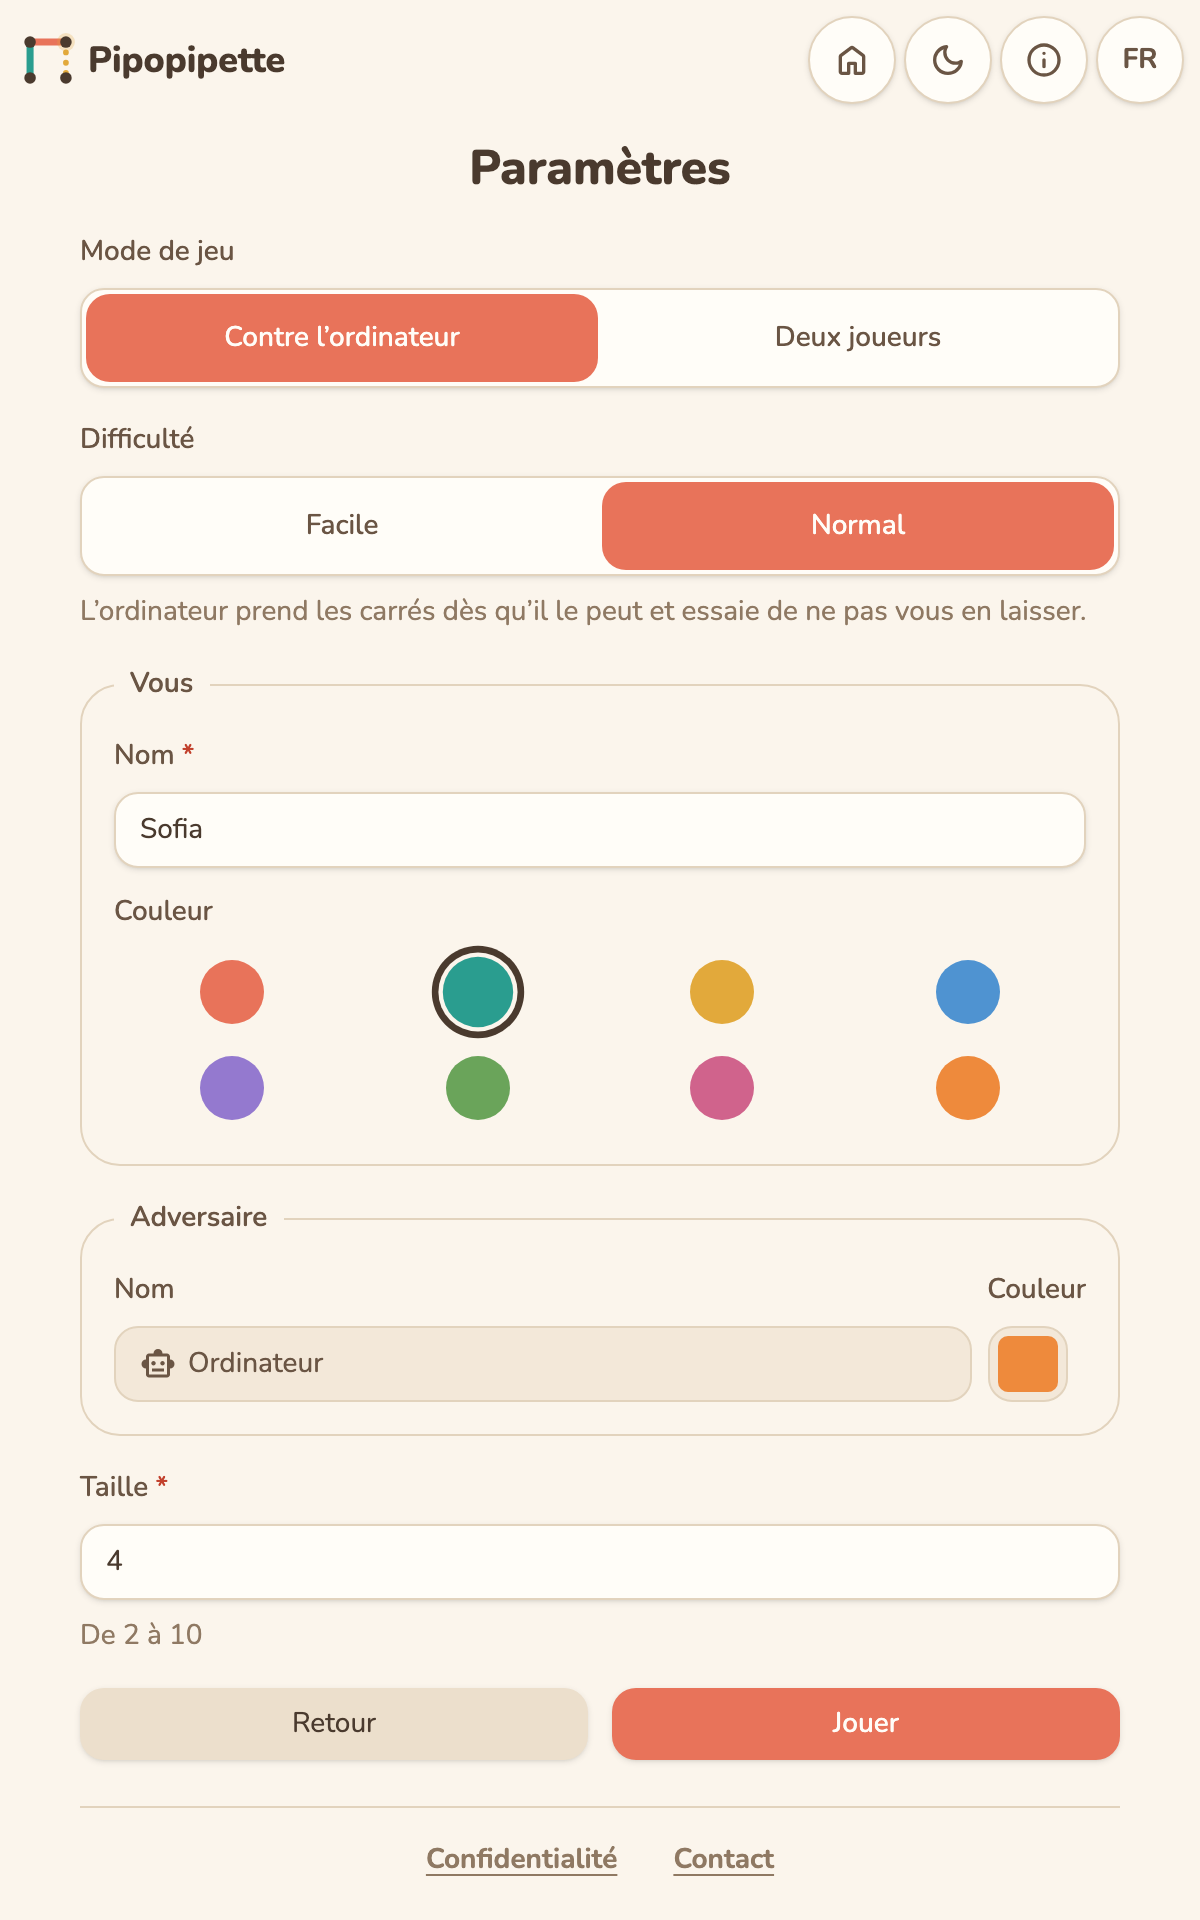 Pipopipette
FR
Paramètres
Mode de jeu
Contre l’ordinateur
Deux joueurs
Difficulté
Facile
Normal
L’ordinateur prend les carrés dès qu’il le peut et essaie de ne pas vous en laisser.
Vous
Nom *
Sofia
Couleur
Adversaire
Nom
Couleur
Ordinateur
Taille *
4
De 2 à 10
Retour
Jouer
Confidentialité
Contact